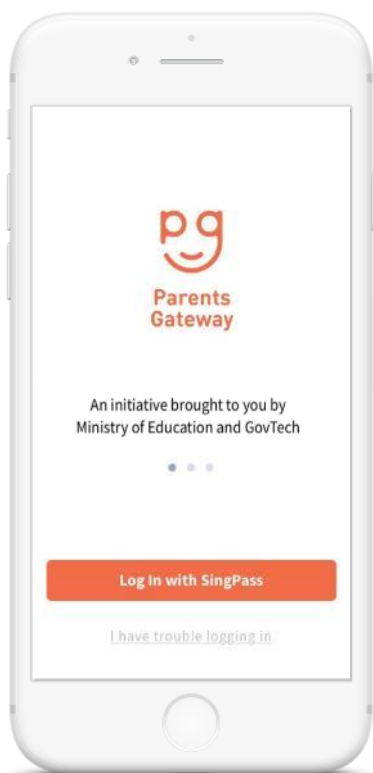 pg
Parents
Gateway
An initiative brought to you by
Ministry of Education and GovTech
Log In with SingPass
I have trouble logging in